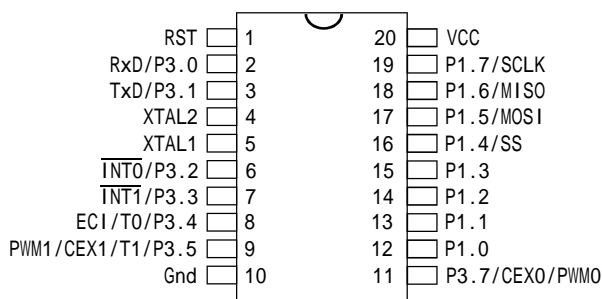 RST 1 20 VCC
RxD/P3.0 2 19 P1.7/SCLK
TxD/P3.1 3 18 P1.6/MISO
XTAL2 4 17 P1.5/MOSI
XTAL1 5 16 P1.4/SS
INT0/P3.2 6 15 P1.3
INT1/P3.3 7 14 P1.2
ECI/T0/P3.4 8 13 P1.1
PWM1/CEX1/T1/P3.5 9 12 P1.0
Gnd 10 11 P3.7/CEX0/PWM0